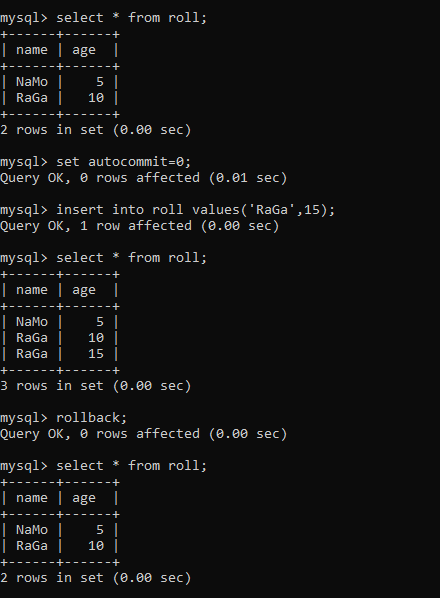 mysql> select * from roll;
+------+------+
| name | age  |
+------+------+
| NaMo |    5 |
| RaGa |   10 |
+------+------+
2 rows in set (0.00 sec)
mysql> set autocommit=0;
Query OK, 0 rows affected (0.01 sec)
mysql> insert into roll values('RaGa',15);
Query OK, 1 row affected (0.00 sec)
mysql> select * from roll;
+------+------+
| name | age  |
+------+------+
| NaMo |    5 |
| RaGa |   10 |
| RaGa |   15 |
+------+------+
3 rows in set (0.00 sec)
mysql> rollback;
Query OK, 0 rows affected (0.00 sec)
mysql> select * from roll;
+------+------+
| name | age  |
+------+------+
| NaMo |    5 |
| RaGa |   10 |
+------+------+
2 rows in set (0.00 sec)